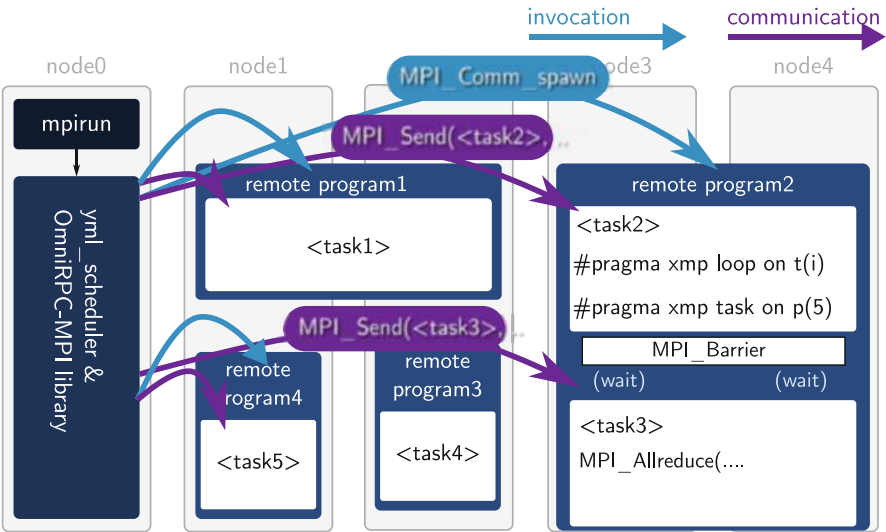 invocation
communication
node0
node1
ode3
node4
MPI_Comm_spawn
mpirun
MPI_Send(<task2>, ..
yml_scheduler &
OmniRPC-MPI library
remote program1
<task1>
remote program2
<task2>
#pragma xmp loop on t(i)
#pragma xmp task on p(5)
MPI_Send(<task3>, ..
MPI_Barrier
(wait)
(wait)
remote
rogram4
<task5>
remote
program3
<task4>
<task3>
MPI_Allreduce(....